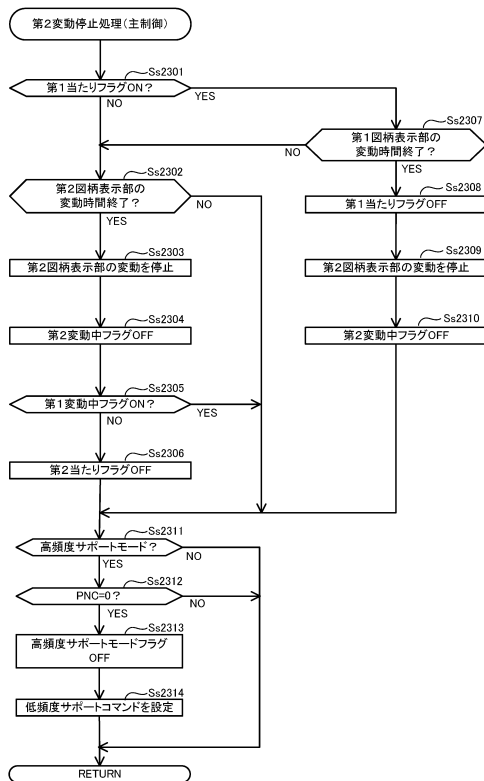 第2変動停止処理(主制御)
Ss2301
第1当たりフラグON?
YES
NO
Ss2307
第1図柄表示部の
変動時間終了?
NO
YES
Ss2302
第2図柄表示部の
変動時間終了?
NO
YES
Ss2308
第1当たりフラグOFF
Ss2303
第2図柄表示部の変動を停止
Ss2309
第2図柄表示部の変動を停止
Ss2304
第2変動中フラグOFF
Ss2310
第2変動中フラグOFF
Ss2305
第1変動中フラグON?
YES
NO
Ss2306
第2当たりフラグOFF
Ss2311
高頻度サポートモード?
NO
YES
Ss2312
PNC=0?
NO
YES
Ss2313
高頻度サポートモードフラグ
OFF
Ss2314
低頻度サポートコマンドを設定
RETURN